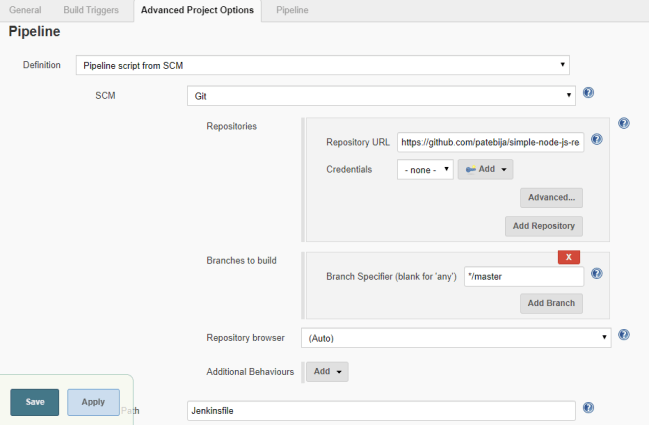 General Build Triggers Advanced Project Options Pipeline
Pipeline
Definition Pipeline script from SCM
SCM Git
Repositories
Repository URL https://github.com/patebija/simple-node-js-re
Credentials - none - Add
Advanced...
Add Repository
Branches to build X
Branch Specifier (blank for 'any') */master
Add Branch
Repository browser (Auto)
Additional Behaviours Add
Save Apply
Path Jenkinsfile